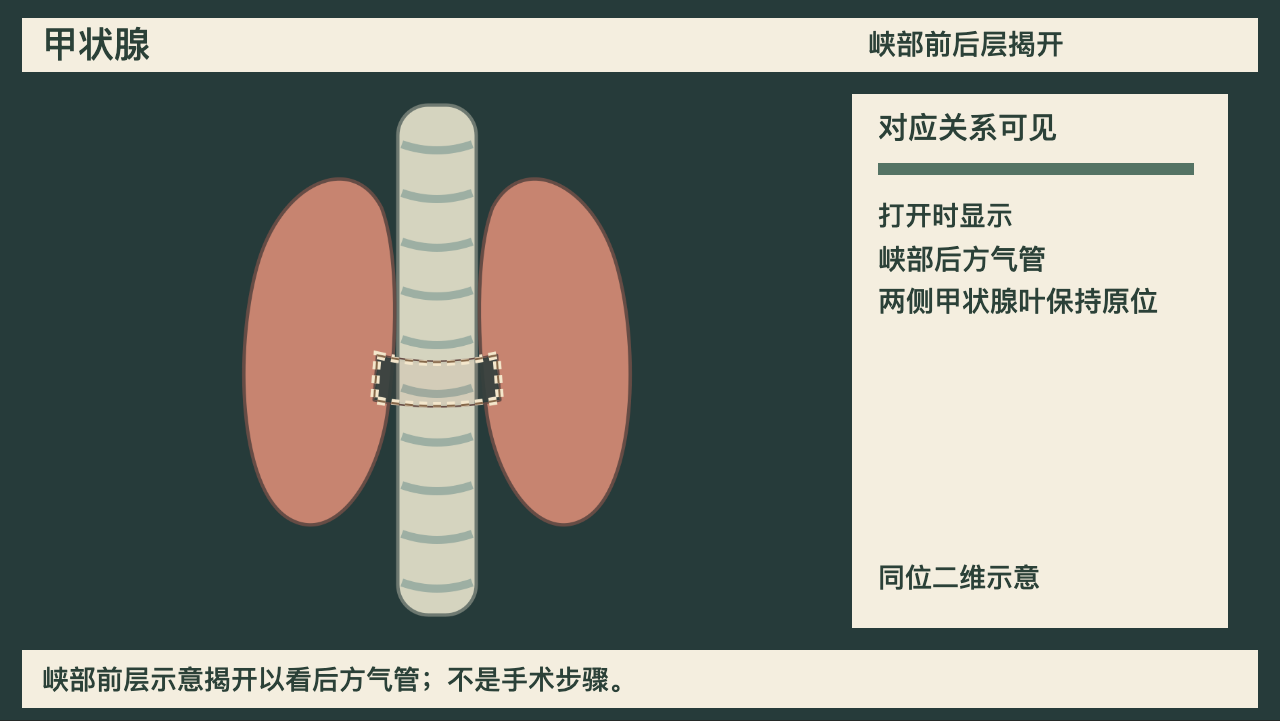 甲状腺
峡部前后层揭开
对应关系可见
打开时显示
峡部后方气管
两侧甲状腺叶保持原位
同位二维示意
峡部前层示意揭开以看后方气管；不是手术步骤。